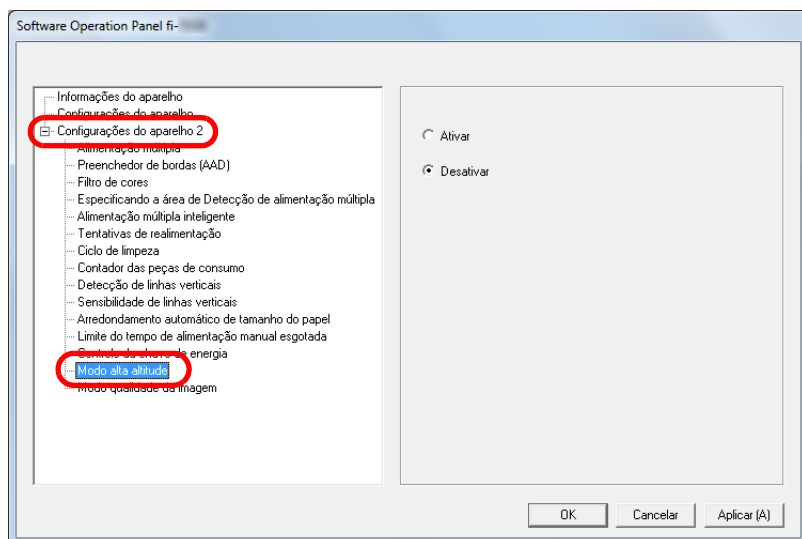 Software Operation Panel fi-
Informações do aparelho
Configurações do aparelho
Configurações do aparelho 2
Alimentação múltipla
Preenchedor de bordas (AAD)
Filtro de cores
Especificando a área de Detecção de alimentação múltipla
Alimentação múltipla inteligente
Tentativas de realimentação
Ciclo de limpeza
Contador das peças de consumo
Detecção de linhas verticais
Sensibilidade de linhas verticais
Arredondamento automático de tamanho do papel
Limite do tempo de alimentação manual esgotada
Controle da chave de energia
Modo alta altitude
Modo qualidade da imagem
Ativar
Desativar
OK
Cancelar
Aplicar (A)